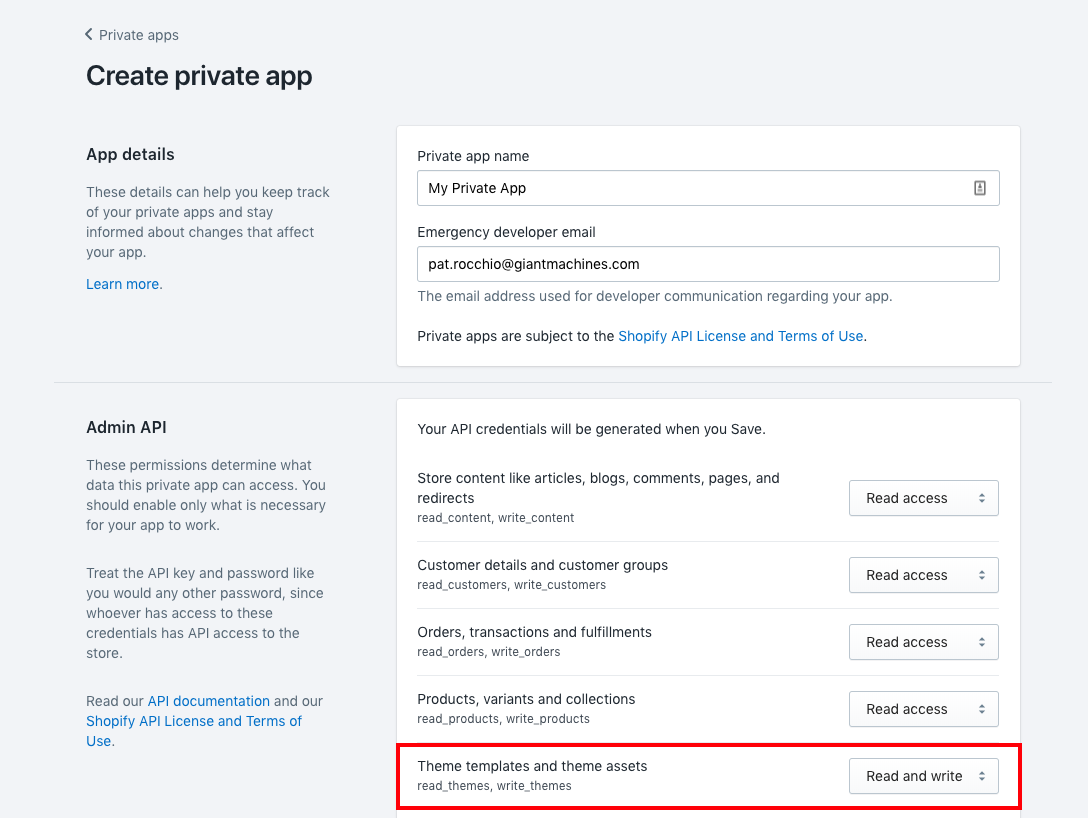 Private apps
Create private app
App details
These details can help you keep track
of your private apps and stay
informed about changes that affect
your app.
Learn more.
Private app name
My Private App
Emergency developer email
pat.rocchio@giantmachines.com
The email address used for developer communication regarding your app.
Private apps are subject to the Shopify API License and Terms of Use.
Admin API
These permissions determine what
data this private app can access. You
should enable only what is necessary
for your app to work.
Treat the API key and password like
you would any other password, since
whoever has access to these
credentials has API access to the
store.
Read our API documentation and our
Shopify API License and Terms of
Use.
Your API credentials will be generated when you Save.
Store content like articles, blogs, comments, pages, and
redirects
read_content, write_content
Read access
Customer details and customer groups
read_customers, write_customers
Read access
Orders, transactions and fulfillments
read_orders, write_orders
Read access
Products, variants and collections
read_products, write_products
Read access
Theme templates and theme assets
read_themes, write_themes
Read and write